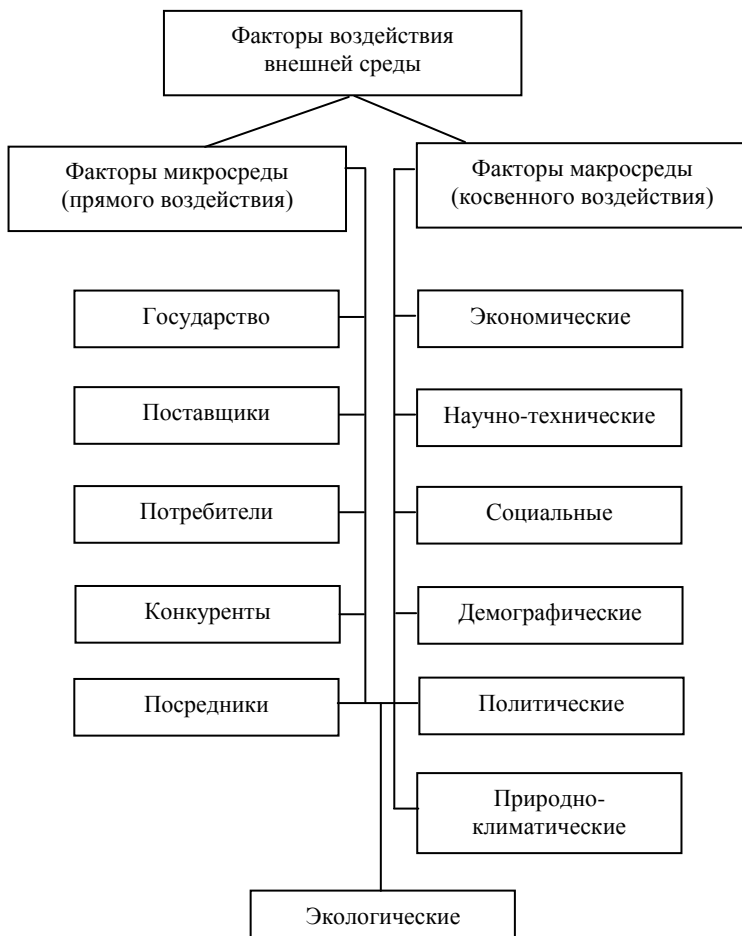 Факторы воздействия
внешней среды
Факторы микросреды
(прямого воздействия)
Факторы макросреды
(косвенного воздействия)
Государство
Экономические
Поставщики
Научно-технические
Потребители
Социальные
Конкуренты
Демографические
Посредники
Политические
Природно-
климатические
Экологические